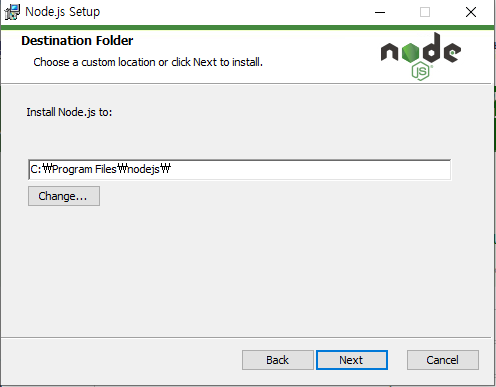 Node.js Setup
Destination Folder
Choose a custom location or click Next to install.
node
JS
Install Node.js to:
C:₩Program Files₩nodejs₩
Change...
Back
Next
Cancel